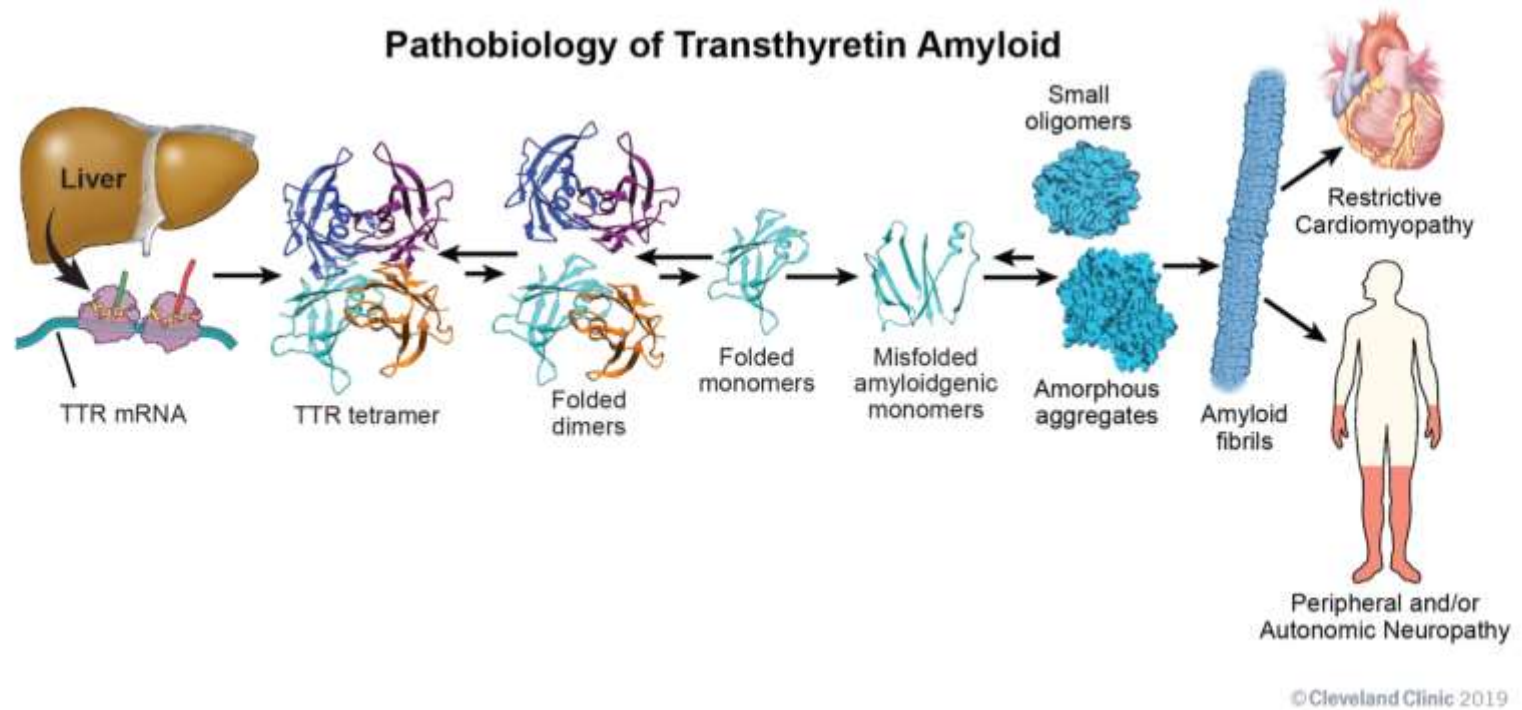 Pathobiology of Transthyretin Amyloid
Liver
TTR mRNA
TTR tetramer
Folded
dimers
Folded
monomers
Misfolded
amyloidgenic
monomers
Small
oligomers
Amorphous
aggregates
Amyloid
fibrils
Restrictive
Cardiomyopathy
Peripheral and/or
Autonomic Neuropathy
©Cleveland Clinic 2019